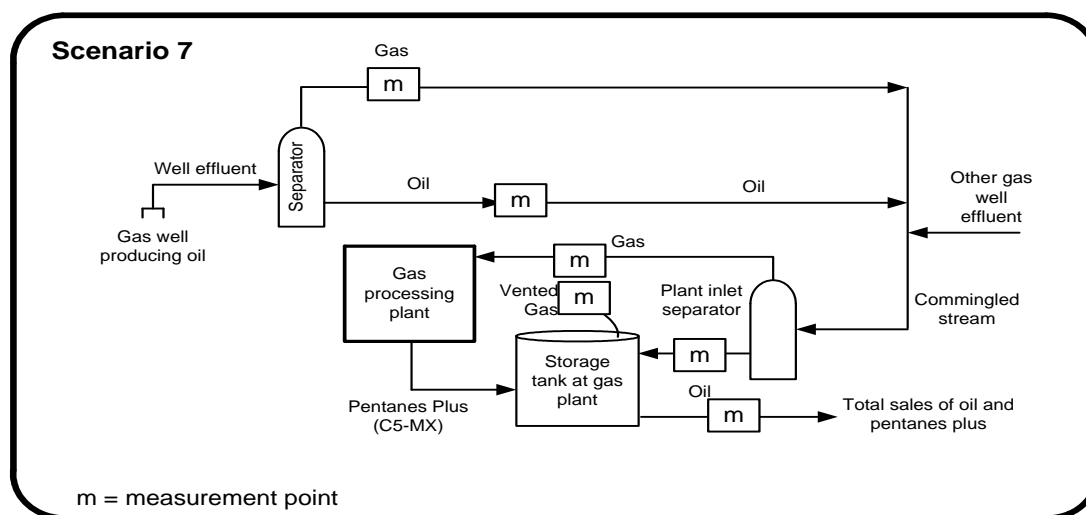 Scenario 7
Gas
m
Well effluent
Separator
Oil
m
Oil
Other gas
well
effluent
Gas well
producing oil
Gas
m
Gas
processing
plant
Vented
Gas
m
Plant inlet
separator
Commingled
stream
m
Storage
tank at gas
plant
Pentanes Plus
(C5-MX)
Oil
m
Total sales of oil and
pentanes plus
m = measurement point